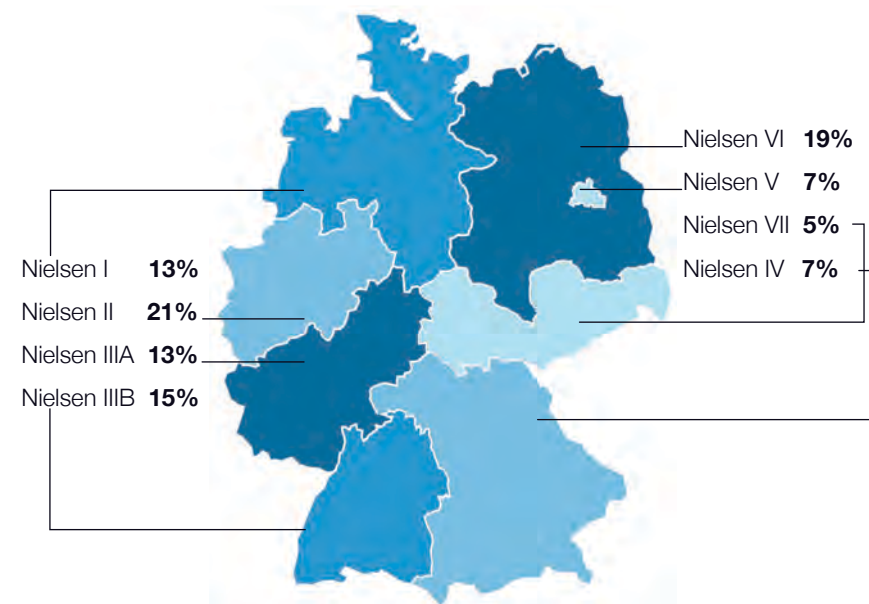 Nielsen VI 19%
Nielsen V 7%
Nielsen VII 5%
Nielsen IV 7%
Nielsen I 13%
Nielsen II 21%
Nielsen IIIA 13%
Nielsen IIIB 15%